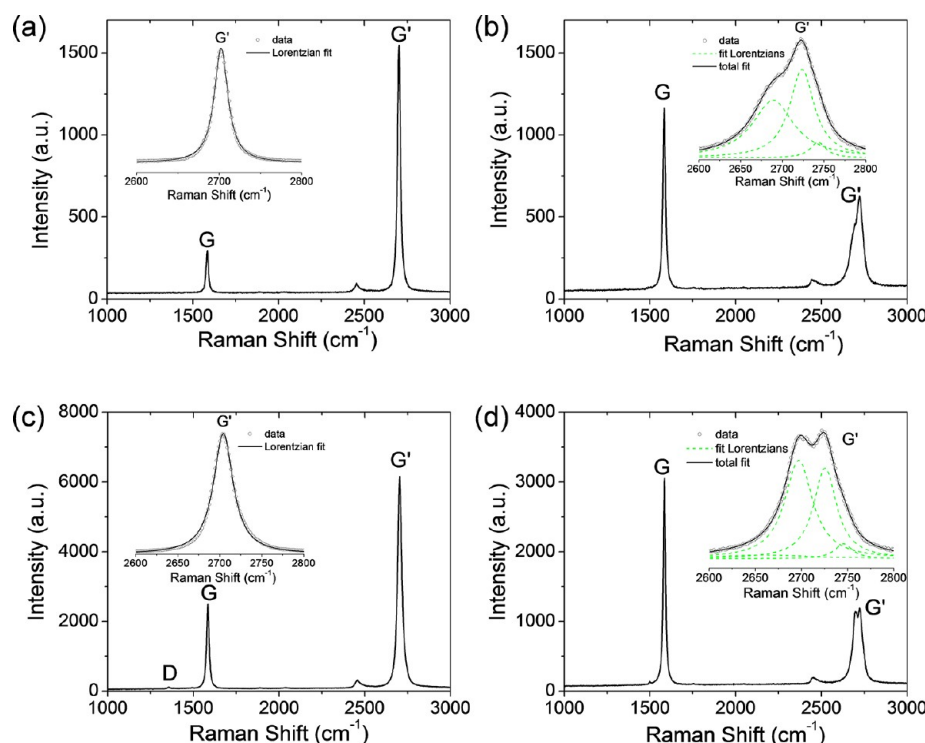 (a)
1500
1000
500
0
Intensity (a.u.)
1000 1500 2000 2500 3000
Raman Shift (cm-1)
G
G'
G'
data
Lorentzian fit
2600 2700 2800
Raman Shift (cm-1)
(b)
1500
1000
500
0
Intensity (a.u.)
1000 1500 2000 2500 3000
Raman Shift (cm-1)
G
G'
G'
data
fit Lorentzians
total fit
2600 2650 2700 2750 2800
Raman Shift (cm-1)
(c)
8000
6000
4000
2000
0
Intensity (a.u.)
1000 1500 2000 2500 3000
Raman Shift (cm-1)
D
G
G'
G'
data
Lorentzian fit
2600 2650 2700 2750 2800
Raman Shift (cm-1)
(d)
4000
3000
2000
1000
0
Intensity (a.u.)
1000 1500 2000 2500 3000
Raman Shift (cm-1)
G
G'
G'
data
fit Lorentzians
total fit
2600 2650 2700 2750 2800
Raman Shift (cm-1)